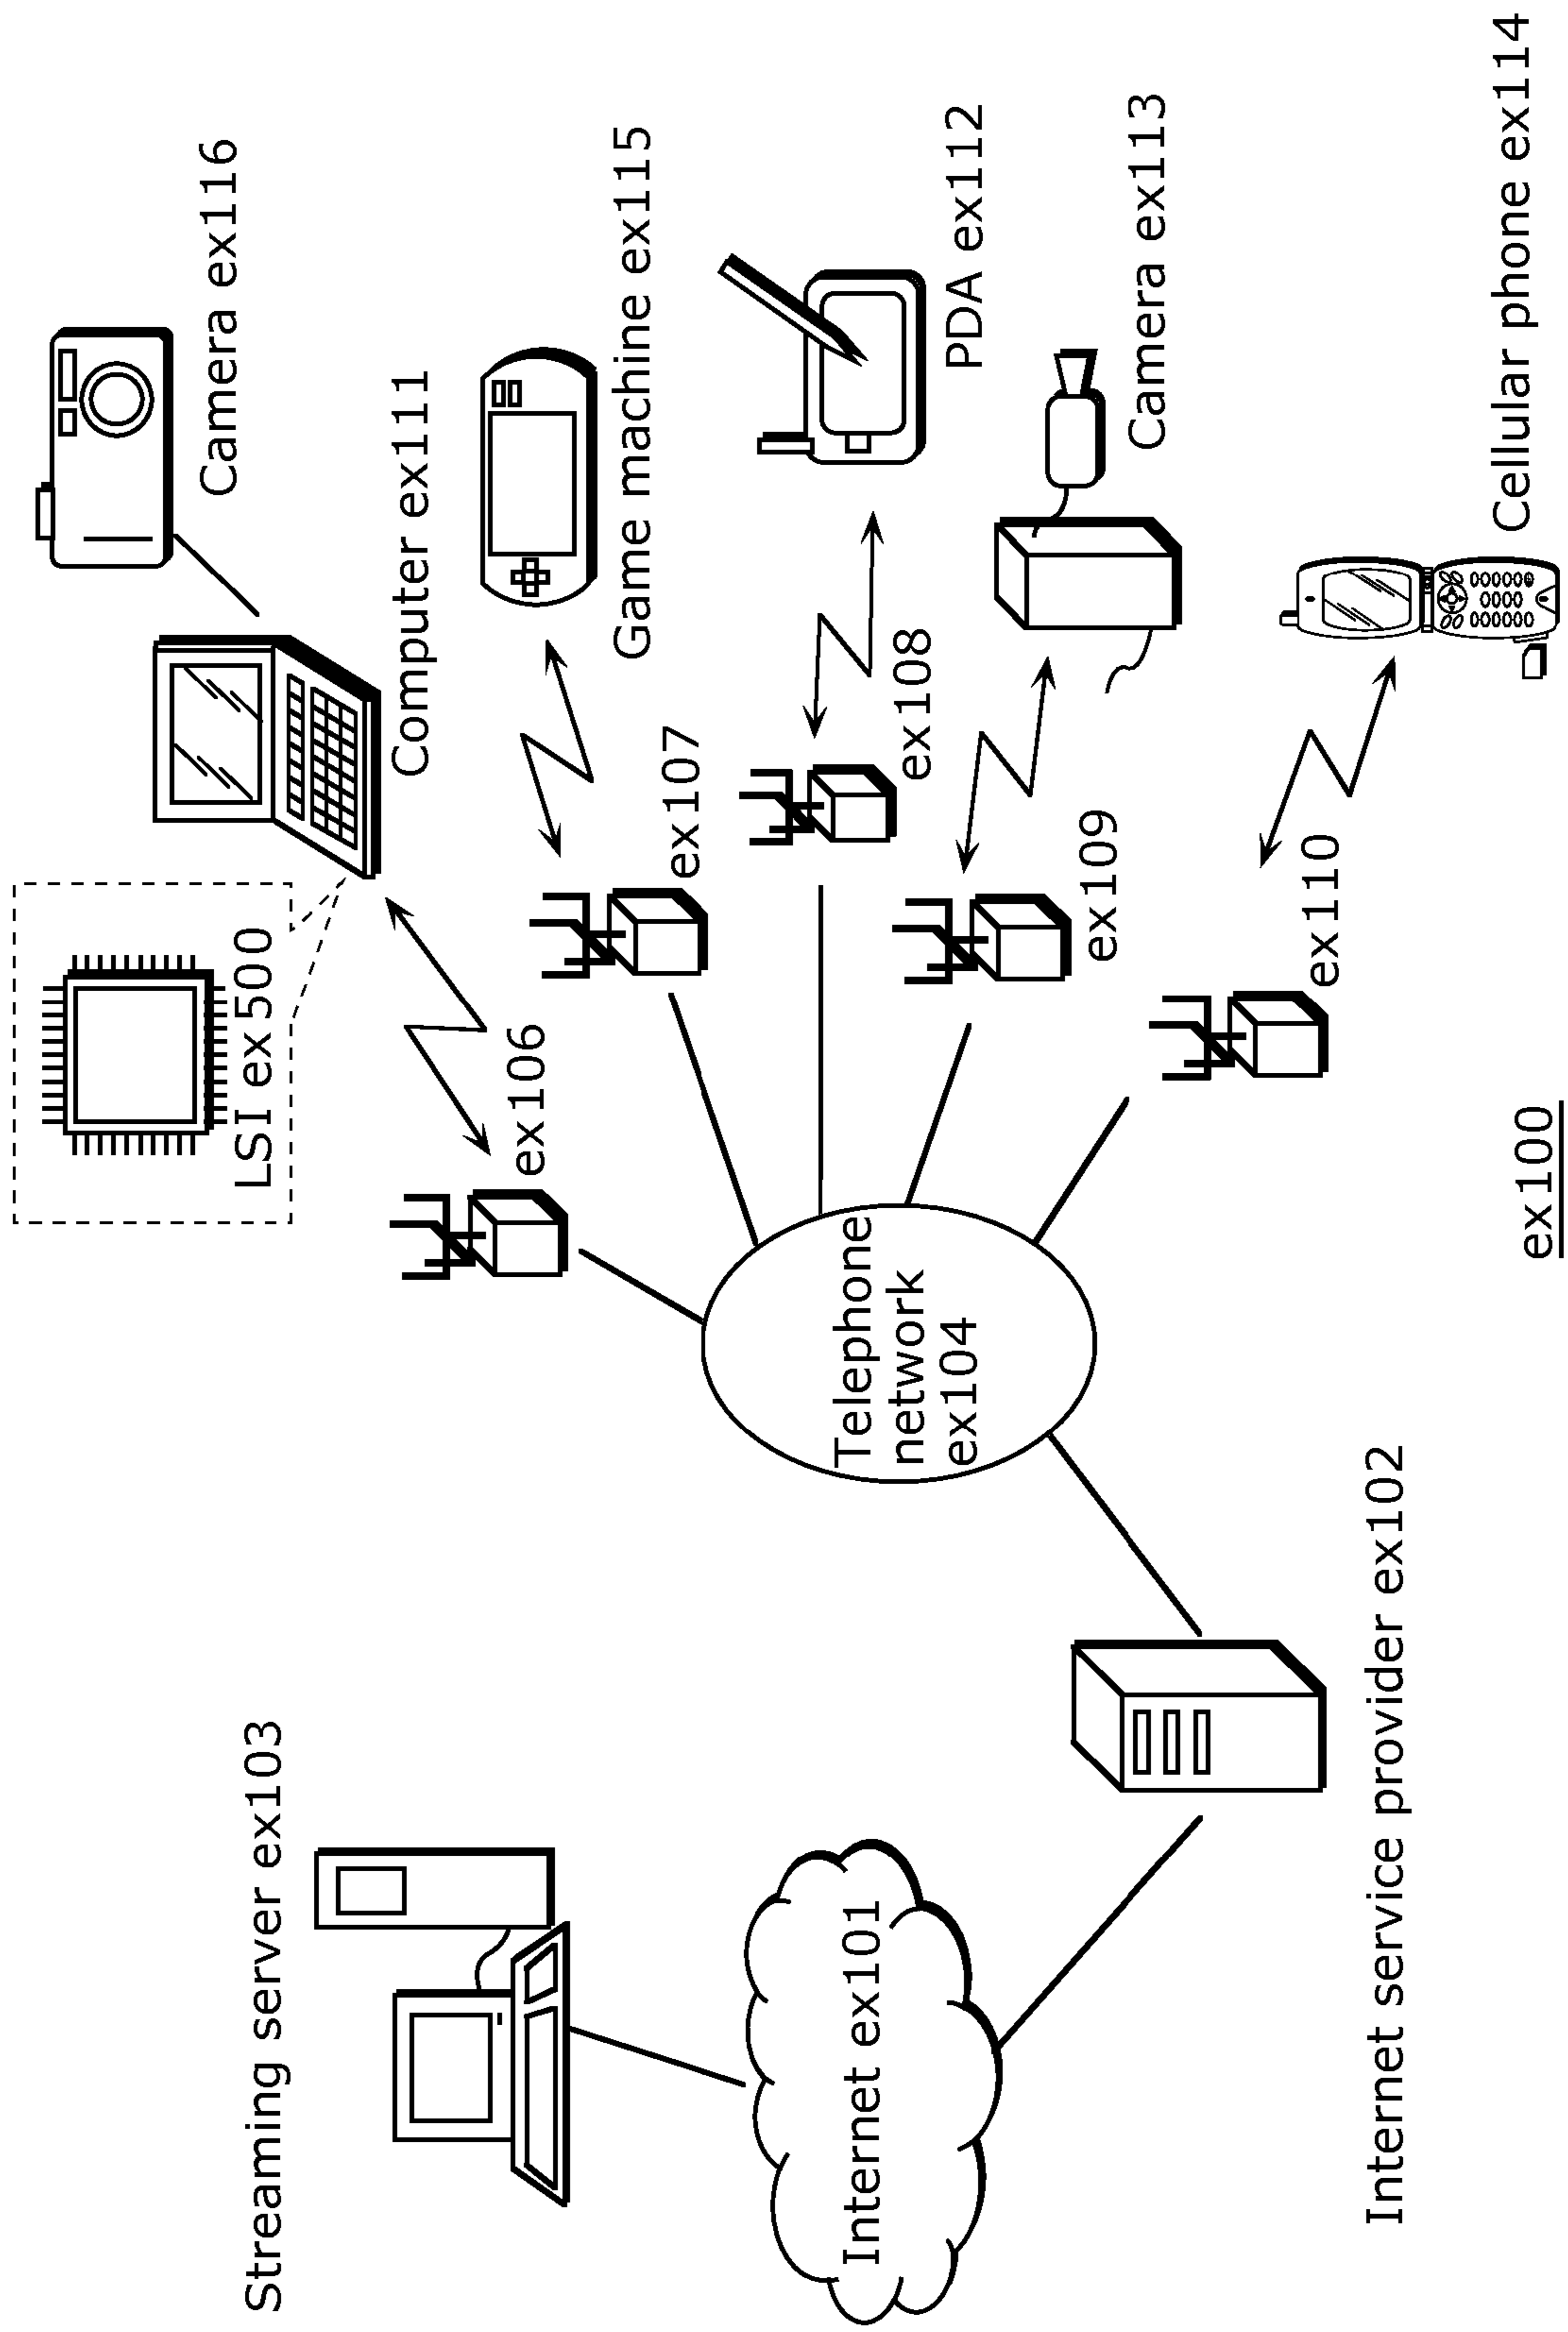 Streaming server ex103
Internet ex101
Internet service provider ex102
Telephone
network
ex104
LSI ex500
ex106
ex107
ex108
ex109
ex110
Camera ex116
Computer ex111
Game machine ex115
PDA ex112
Camera ex113
Cellular phone ex114
ex100